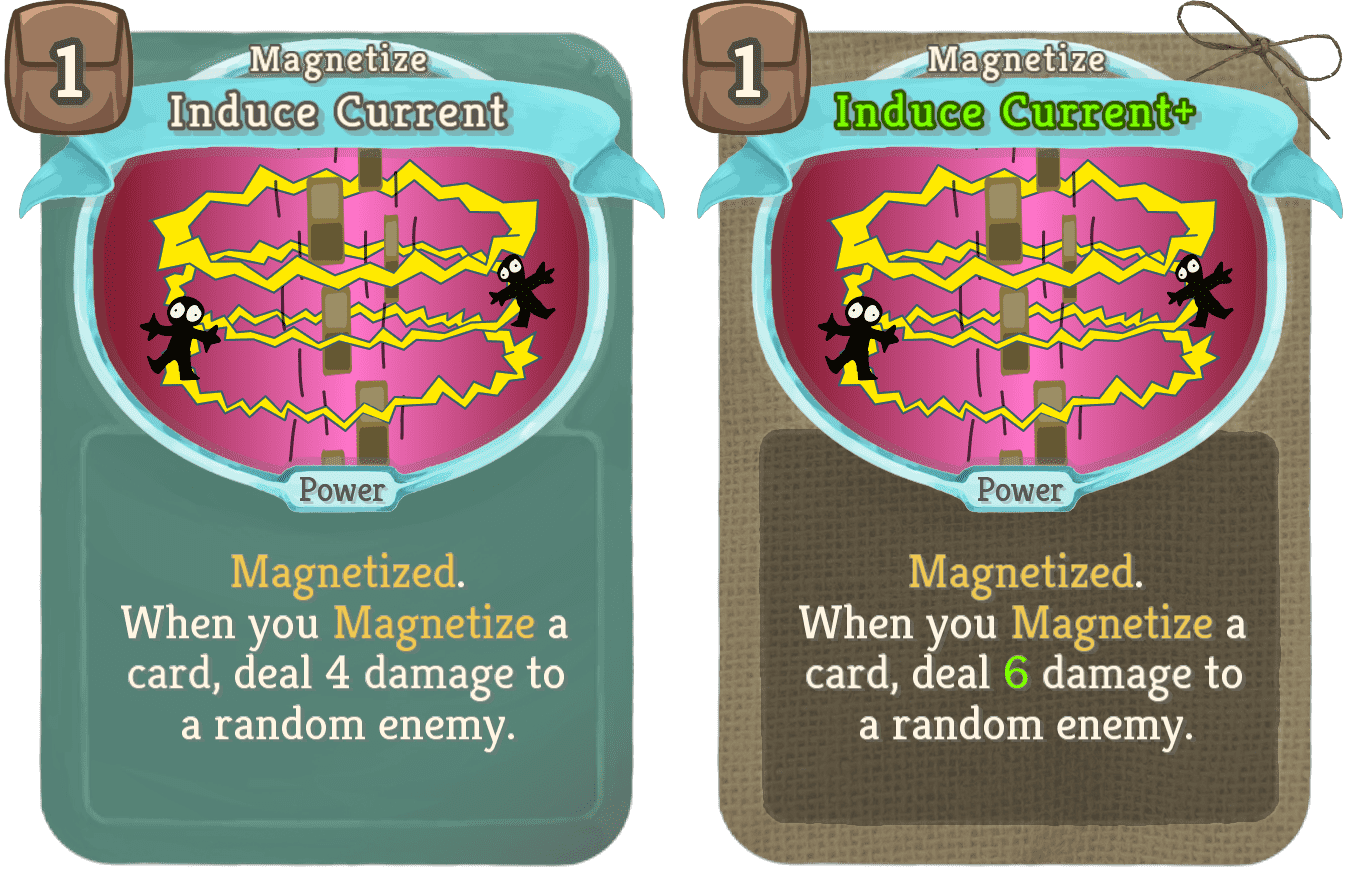 1
Magnetize
Induce Current
Power
Magnetized.
When you Magnetize a
card, deal 4 damage to
a random enemy.
1
Magnetize
Induce Current+
Power
Magnetized.
When you Magnetize a
card, deal 6 damage to
a random enemy.